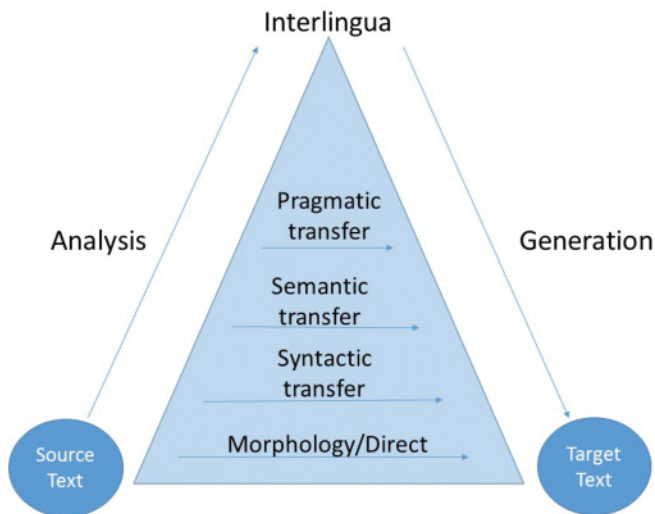 Interlingua
Pragmatic
transfer
Analysis
Generation
Semantic
transfer
Syntactic
transfer
Morphology/Direct
Source
Text
Target
Text